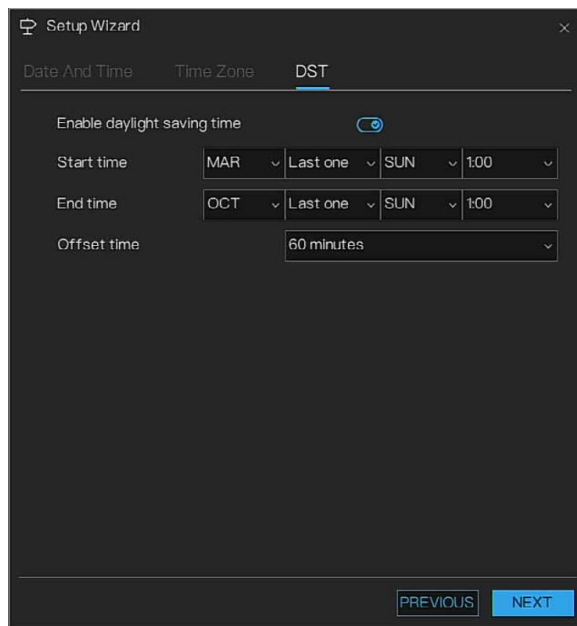 Setup Wizard
Date And Time Time Zone DST
Enable daylight saving time
Start time MAR Last one SUN 1:00
End time OCT Last one SUN 1:00
Offset time 60 minutes
PREVIOUS NEXT